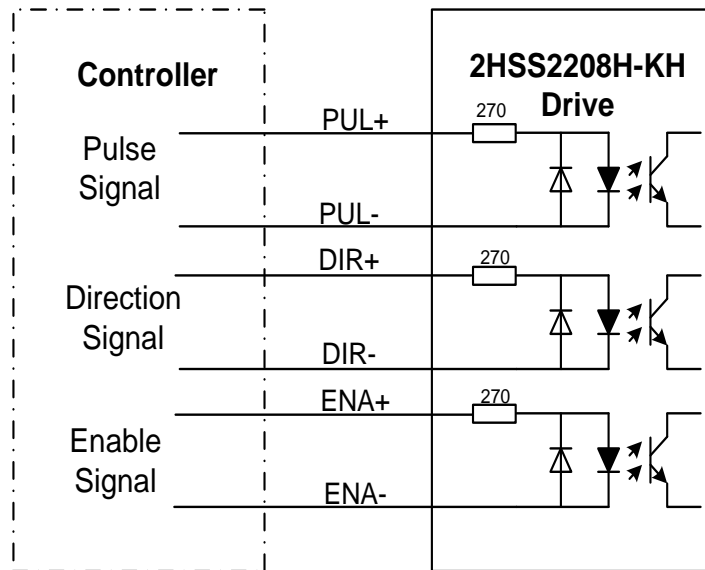 Controller
2HSS2208H-KH
Drive
270
PUL+
Pulse
Signal
PUL-
DIR+
270
Direction
Signal
DIR-
ENA+
270
Enable
Signal
ENA-